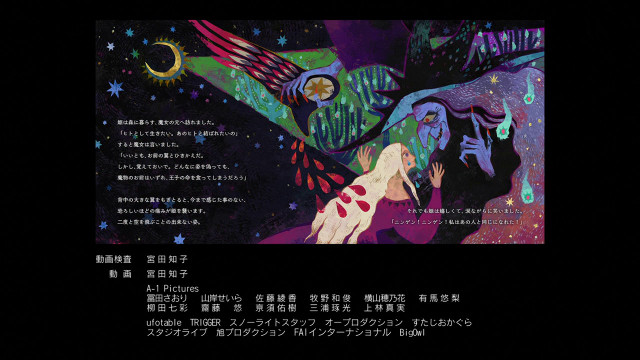 姫は森に暮らす、魔女の元へ訪れました。
「ヒトとして生きたい。あのヒトと結ばれたいの」
すると魔女は言いました。
「いいとも、お前の翼とひきかえだ。
しかし、覚えておいで。どんなに姿を偽っても、
魔物のお前はいずれ、王子の命を食ってしまうだろう」
背中の大きな翼をもぎとると、今まで感じた事のない、
恐ろしいほどの痛みが姫を襲います。
二度と空を飛ぶことの出来ない姿。
それでも姫は嬉しくて、涙ながらに笑いました。
「ニンゲン！ニンゲン！私はあの人と同じになれた！」
動画検査 宮田知子
動 画 宮田知子
A-1 Pictures
冨田さおり 山岸せいら 佐藤綾香 牧野和俊 横山穂乃花 有馬悠梨
柳田七彩 齋藤 悠 奈須佑樹 三浦琢光 上林真実
ufotable TRIGGER スノーライトスタッフ オープロダクション すたじおかぐら
スタジオライブ 旭プロダクション FAIインターナショナル BigOwl